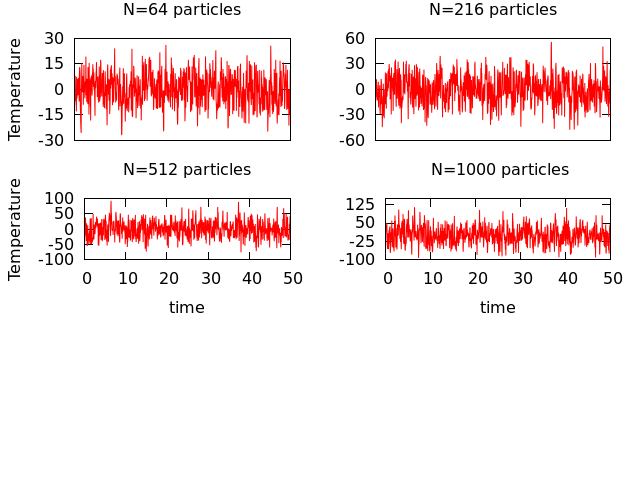 N=64 particles
N=216 particles
Temperature
30
15
0
-15
-30
60
30
0
-30
-60
N=512 particles
N=1000 particles
Temperature
100
50
0
-50
-100
0 10 20 30 40 50
time
125
50
-25
-100
0 10 20 30 40 50
time